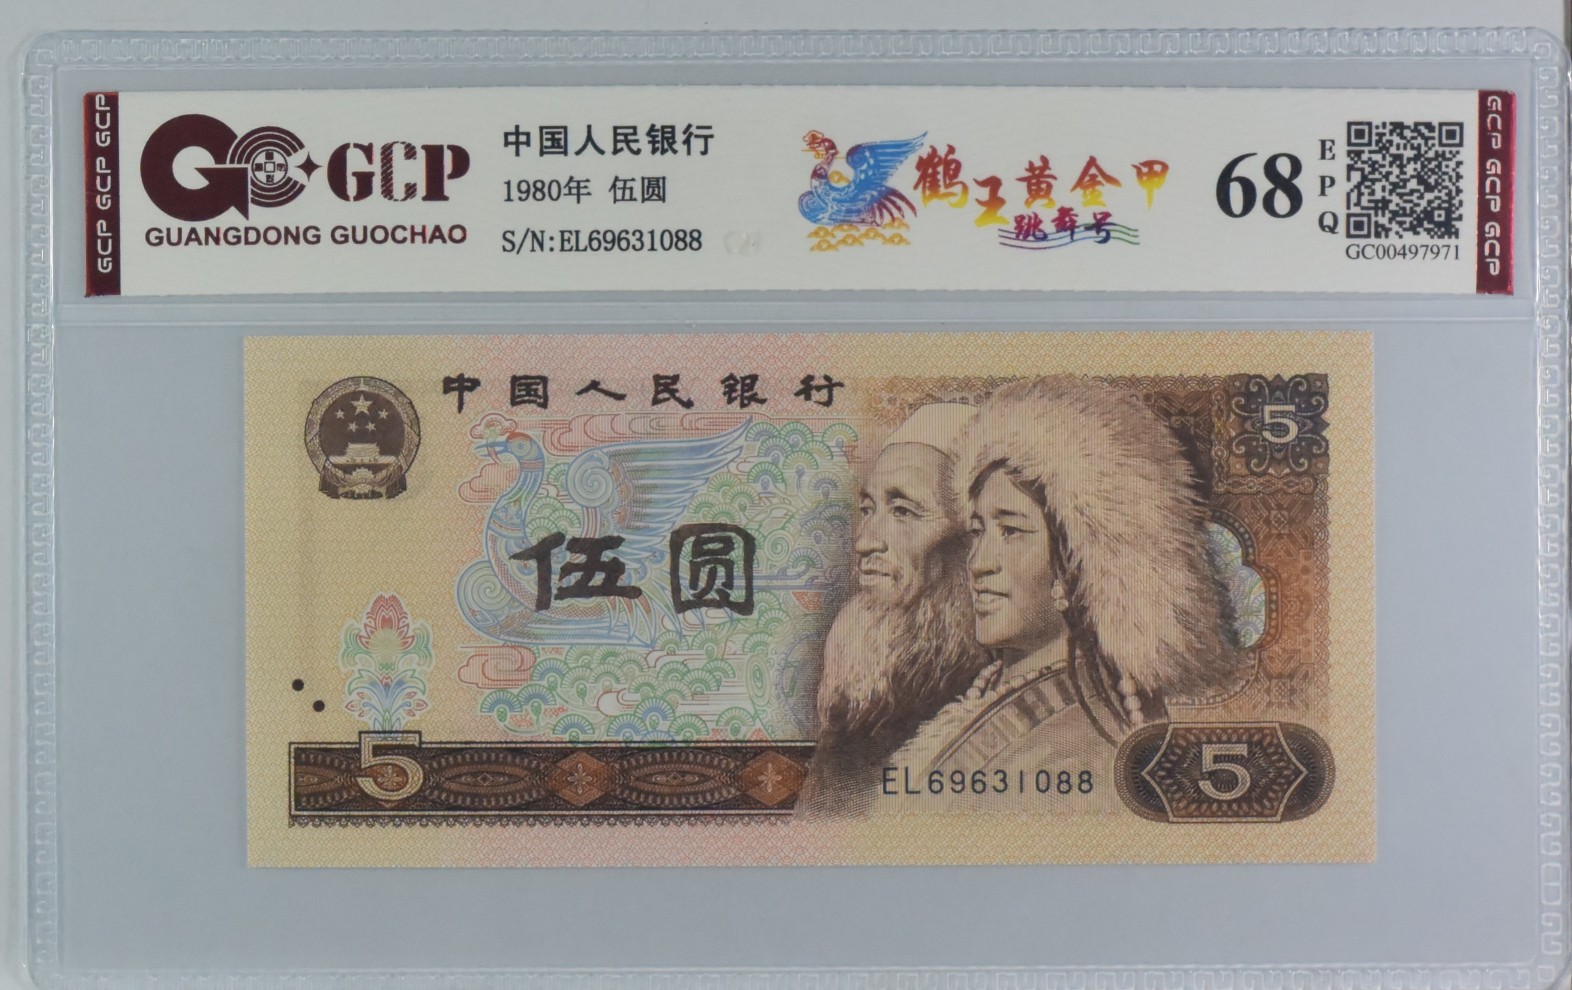 GCP GCP GCP
GCP
GUANGDONG GUOCHAO
中国人民银行
1980年 伍圆
S/N:EL69631088
鹤王黄金甲
跳舞号
68
EPQ
GC00497971
GCP GCP GCP
中国人民银行
5
伍圆
5
EL69631088
5